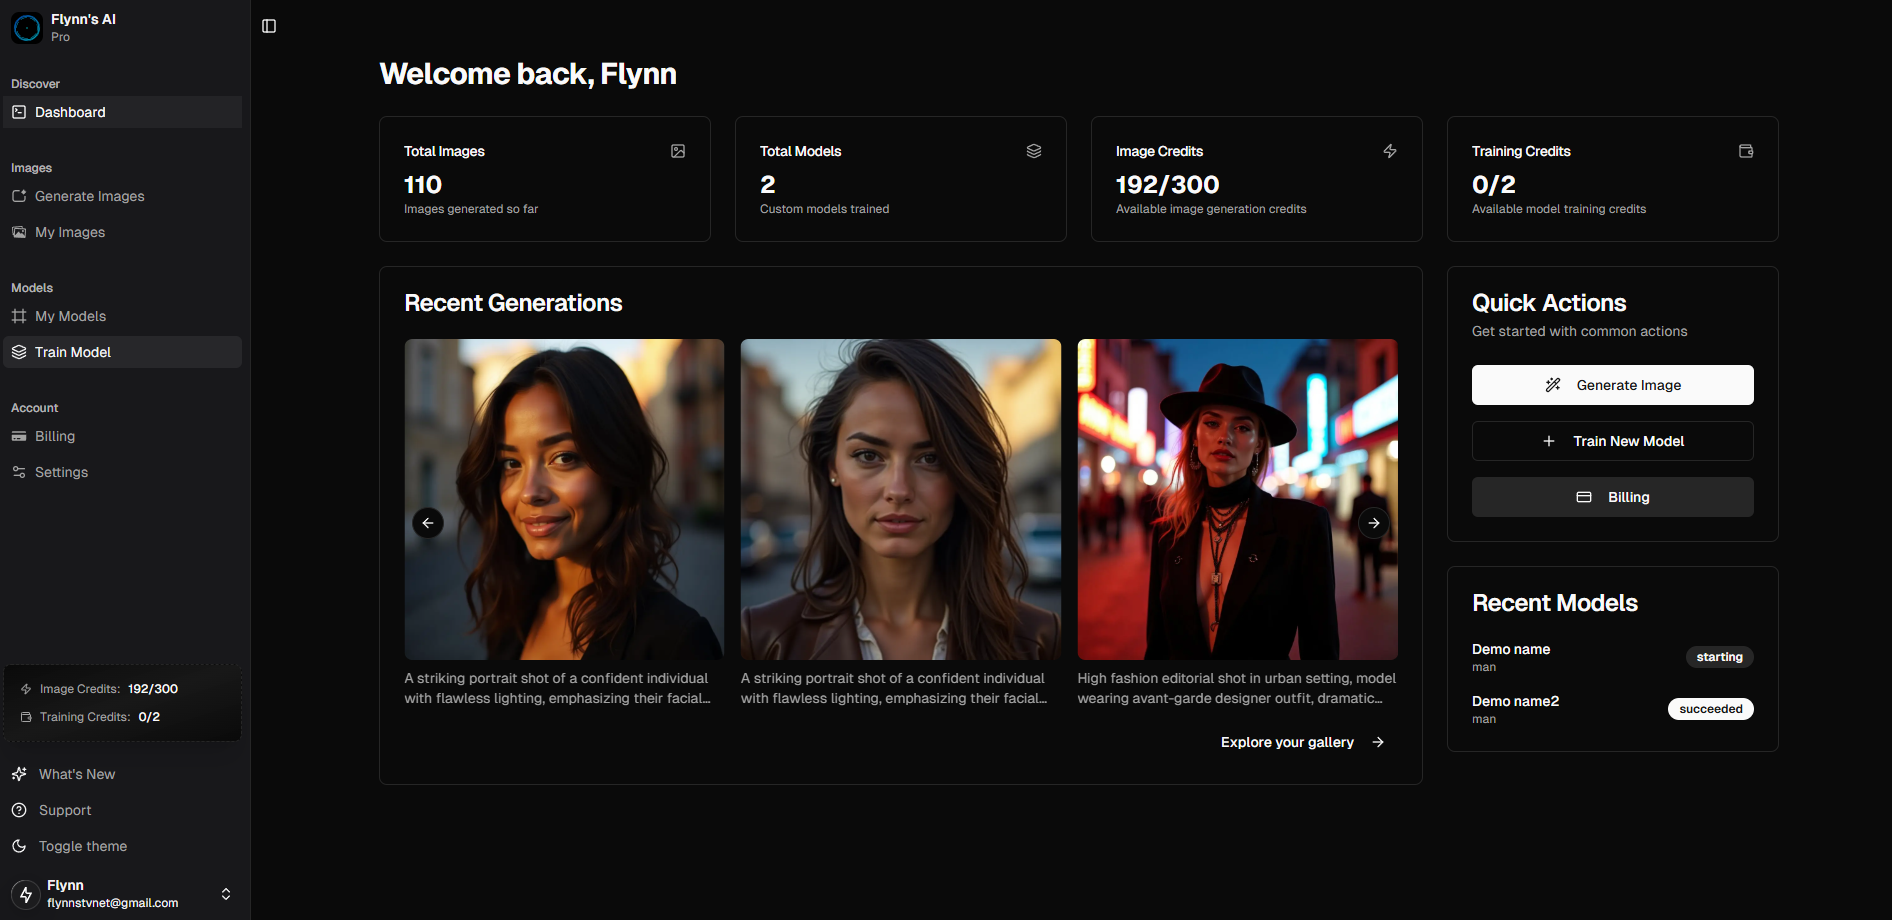 Flynn's AI
Pro
Discover
Dashboard
Images
Generate Images
My Images
Models
My Models
Train Model
Account
Billing
Settings
Image Credits: 192/300
Training Credits: 0/2
What's New
Support
Toggle theme
Flynn
flynnstvnet@gmail.com
Welcome back, Flynn
Total Images
110
Images generated so far
Total Models
2
Custom models trained
Image Credits
192/300
Available image generation credits
Training Credits
0/2
Available model training credits
Recent Generations
A striking portrait shot of a confident individual
with flawless lighting, emphasizing their facial...
A striking portrait shot of a confident individual
with flawless lighting, emphasizing their facial...
High fashion editorial shot in urban setting, model
wearing avant-garde designer outfit, dramatic...
Explore your gallery
Quick Actions
Get started with common actions
Generate Image
Train New Model
Billing
Recent Models
Demo name
man
starting
Demo name2
man
succeeded